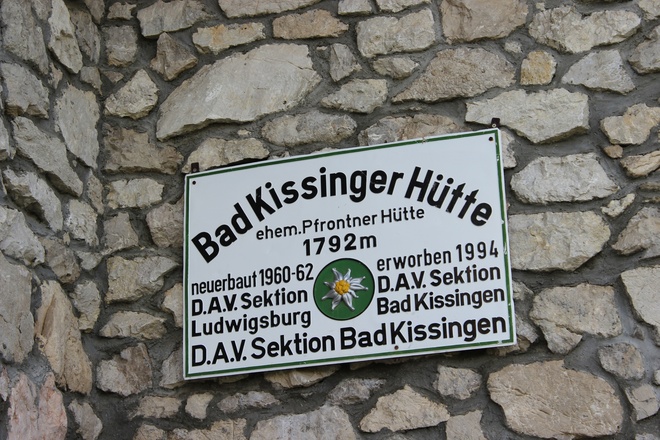 Bad Kissinger Hütte
ehem. Pfrontner Hütte
1792m
neuerbaut 1960-62
D.A.V. Sektion
Ludwigsburg
erworben 1994
D.A.V. Sektion
Bad Kissingen
D.A.V. Sektion Bad Kissingen